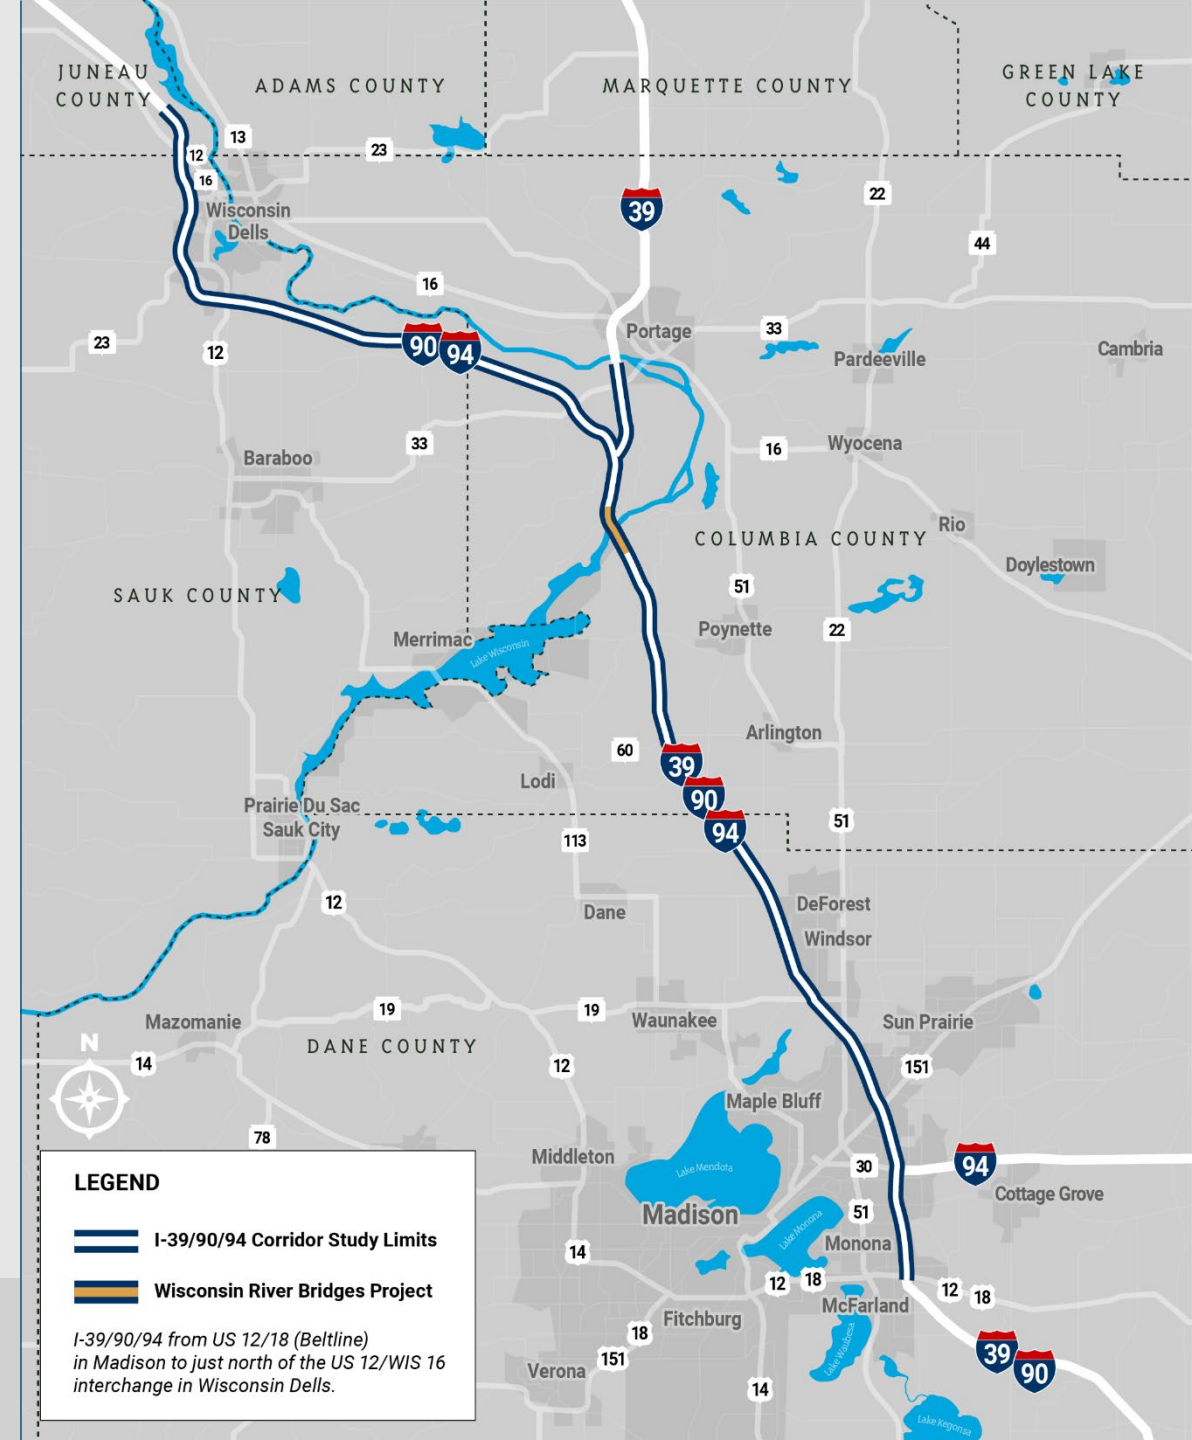 JUNEAU
COUNTY
ADAMS COUNTY
MARQUETTE COUNTY
GREEN LAKE
COUNTY
13
23
12
16
22
39
Wisconsin
Dells
44
16
Portage
33
23
12
90
94
Pardeeville
Cambria
33
16
Wyocena
Baraboo
Rio
COLUMBIA COUNTY
Doylestown
SAUK COUNTY
51
Merrimac
Lake Wisconsin
Poynette
22
Arlington
60
39
Lodi
90
Prairie Du Sac
Sauk City
94
51
113
12
Dane
DeForest
Windsor
19
19
Mazomanie
Waunakee
Sun Prairie
N
DANE COUNTY
14
12
151
Maple Bluff
78
Middleton
Lake Mendota
30
94
Cottage Grove
Madison
51
Lake Monona
Monona
14
12
18
12
18
McFarland
Fitchburg
18
151
Lake Waubesa
39
90
Verona
14
Lake Kegonsa
LEGEND
I-39/90/94 Corridor Study Limits
Wisconsin River Bridges Project
I-39/90/94 from US 12/18 (Beltline)
in Madison to just north of the US 12/WIS 16
interchange in Wisconsin Dells.